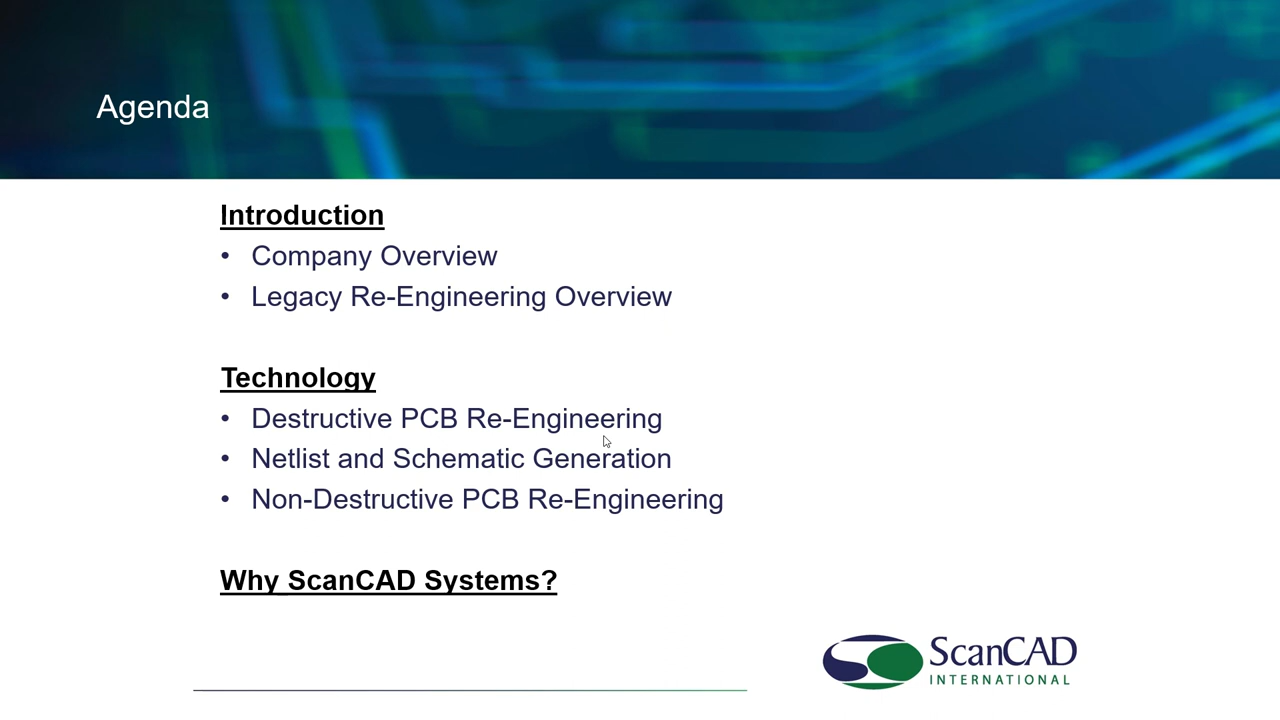 Agenda
Introduction
• Company Overview
• Legacy Re-Engineering Overview
Technology
• Destructive PCB Re-Engineering
• Netlist and Schematic Generation
• Non-Destructive PCB Re-Engineering
Why ScanCAD Systems?
ScanCAD
INTERNATIONAL